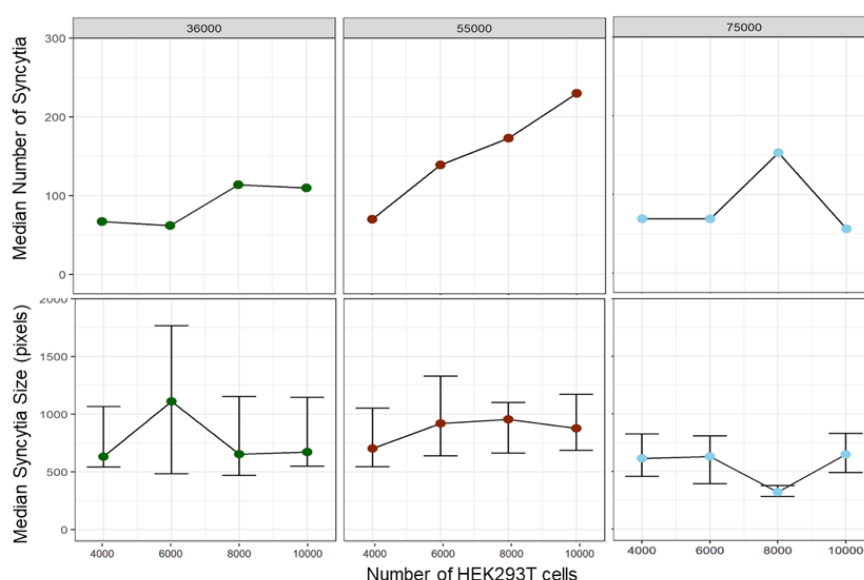 36000
55000
75000
Median Number of Syncytia
300
200
100
0
Median Syncytia Size (pixels)
2000
1500
1000
500
0
4000 6000 8000 10000
4000 6000 8000 10000
4000 6000 8000 10000
Number of HEK293T cells